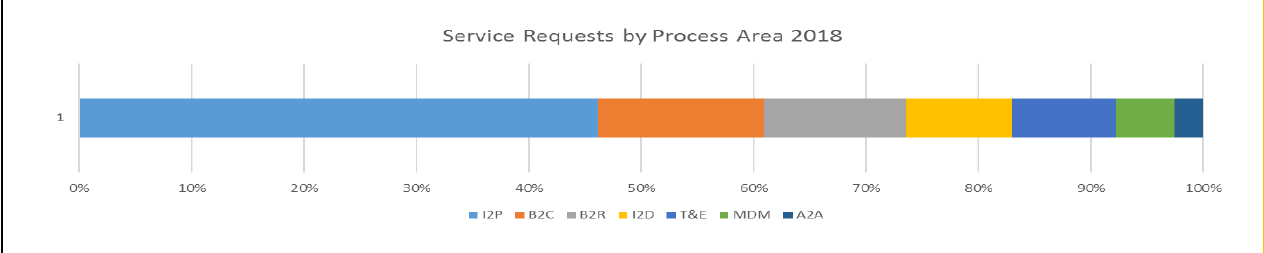 Service Requests by Process Area 2018
1
0% 10% 20% 30% 40% 50% 60% 70% 80% 90% 100%
I2P B2C B2R I2D T&E MDM A2A